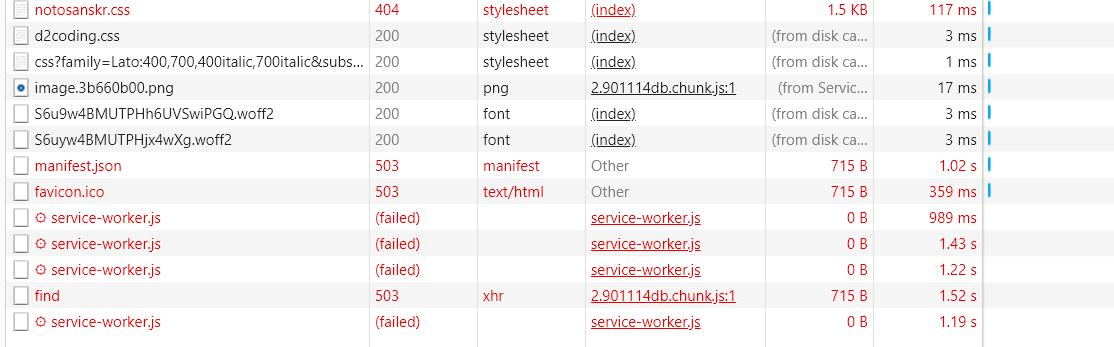 notosanskr.css 404 stylesheet (index) 1.5 KB 117 ms
d2coding.css 200 stylesheet (index) (from disk ca... 3 ms
css?family=Lato:400,700,400italic,700italic&subs... 200 stylesheet (index) (from disk ca... 1 ms
image.3b660b00.png 200 png 2.901114db.chunk.js:1 (from Servic... 17 ms
S6u9w4BMUTPHh6UVSwiPGQ.woff2 200 font (index) (from disk ca... 3 ms
S6uyw4BMUTPHjx4wXg.woff2 200 font (index) (from disk ca... 3 ms
manifest.json 503 manifest Other 715 B 1.02 s
favicon.ico 503 text/html Other 715 B 359 ms
service-worker.js (failed) service-worker.js 0 B 989 ms
service-worker.js (failed) service-worker.js 0 B 1.43 s
service-worker.js (failed) service-worker.js 0 B 1.22 s
find 503 xhr 2.901114db.chunk.js:1 715 B 1.52 s
service-worker.js (failed) service-worker.js 0 B 1.19 s